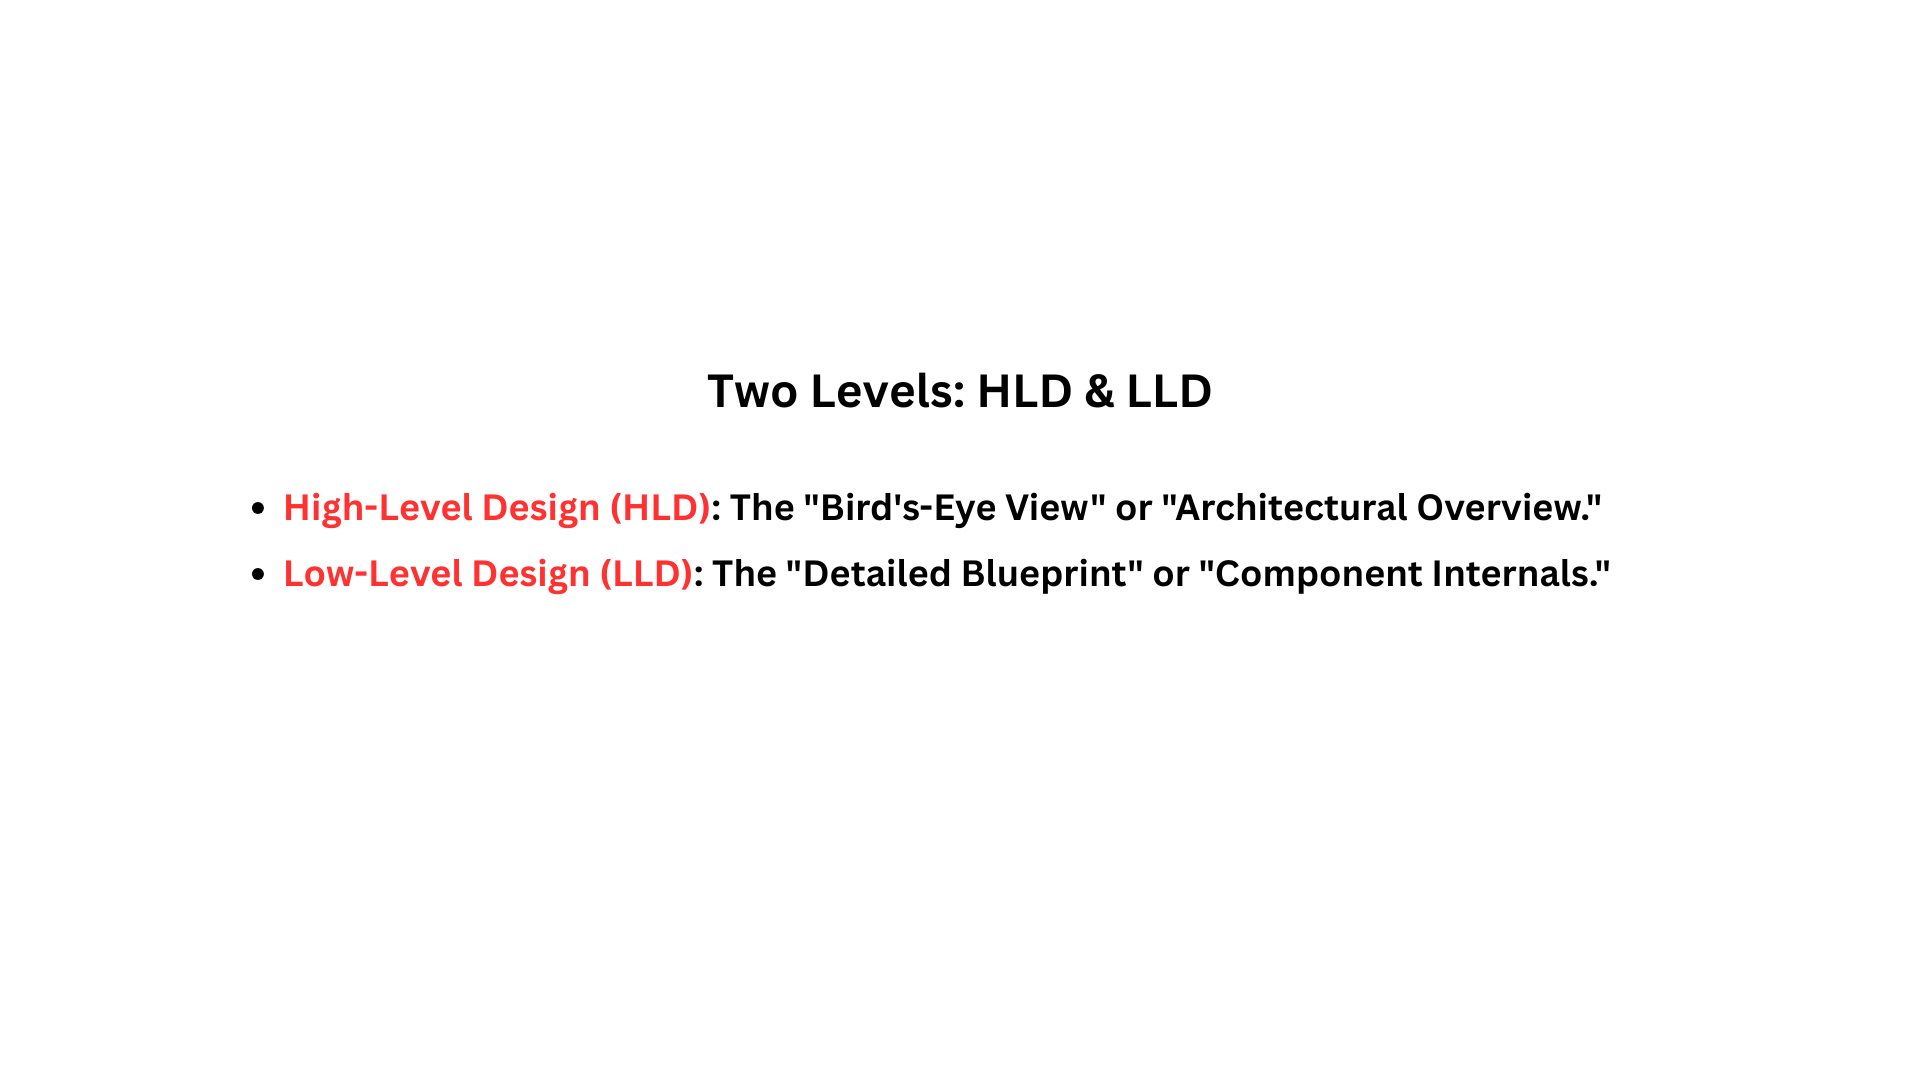 Two Levels: HLD & LLD
• High-Level Design (HLD): The "Bird's-Eye View" or "Architectural Overview."
• Low-Level Design (LLD): The "Detailed Blueprint" or "Component Internals."